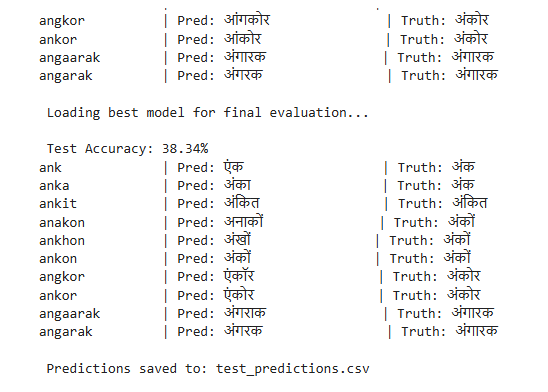 angkor | Pred: आंगकोर | Truth: अंकोर
ankor | Pred: आंकोर | Truth: अंकोर
angaarak | Pred: अंगारक | Truth: अंगारक
angarak | Pred: अंगरक | Truth: अंगारक
Loading best model for final evaluation...
Test Accuracy: 38.34%
ank | Pred: एंक | Truth: अंक
anka | Pred: अंका | Truth: अंक
ankit | Pred: अंकित | Truth: अंकित
anakon | Pred: अनाकों | Truth: अंकों
ankhon | Pred: अंखों | Truth: अंकों
ankon | Pred: अंकों | Truth: अंकों
angkor | Pred: एंकॉर | Truth: अंकोर
ankor | Pred: एंकोर | Truth: अंकोर
angaarak | Pred: अंगराक | Truth: अंगारक
angarak | Pred: अंगरक | Truth: अंगारक
Predictions saved to: test_predictions.csv